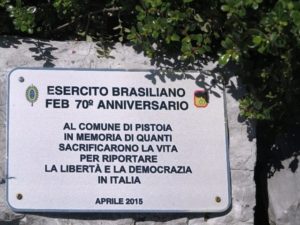 ESERCITO BRASILIANO
FEB 70º ANNIVERSARIO
AL COMUNE DI PISTOIA
IN MEMORIA DI QUANTI
SACRIFICARONO LA VITA
PER RIPORTARE
LA LIBERTÀ E LA DEMOCRAZIA
IN ITALIA
APRILE 2015